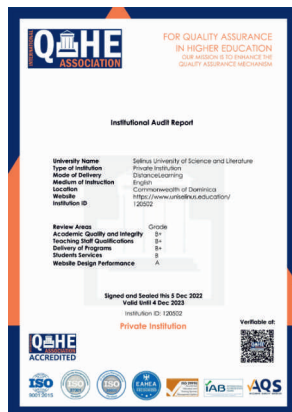 INTERNATIONAL
QAHE
ASSOCIATION
FOR QUALITY ASSURANCE
IN HIGHER EDUCATION
OUR MISSION IS TO ENHANCE THE
QUALITY ASSURANCE MECHANISM
Institutional Audit Report
University Name Selinus University of Science and Literature
Type of Institution Private Institution
Mode of Delivery DistanceLearning
Medium of Instruction English
Location Commonwealth of Dominica
Website https://www.uniselinus.education/
Institution ID 120502
Review Areas Grade
Academic Quality and Integrity B+
Teaching Staff Qualifications B+
Delivery of Programs B+
Students Services B
Website Design Performance A
Signed and Sealed this 5 Dec 2022
Valid Until 4 Dec 2023
Institution ID: 120502
Private Institution
Verifiable at:
QAHE
ACCREDITED
ISO
9001:2015
ISO
ISO
EAHEA
IAB
AQS